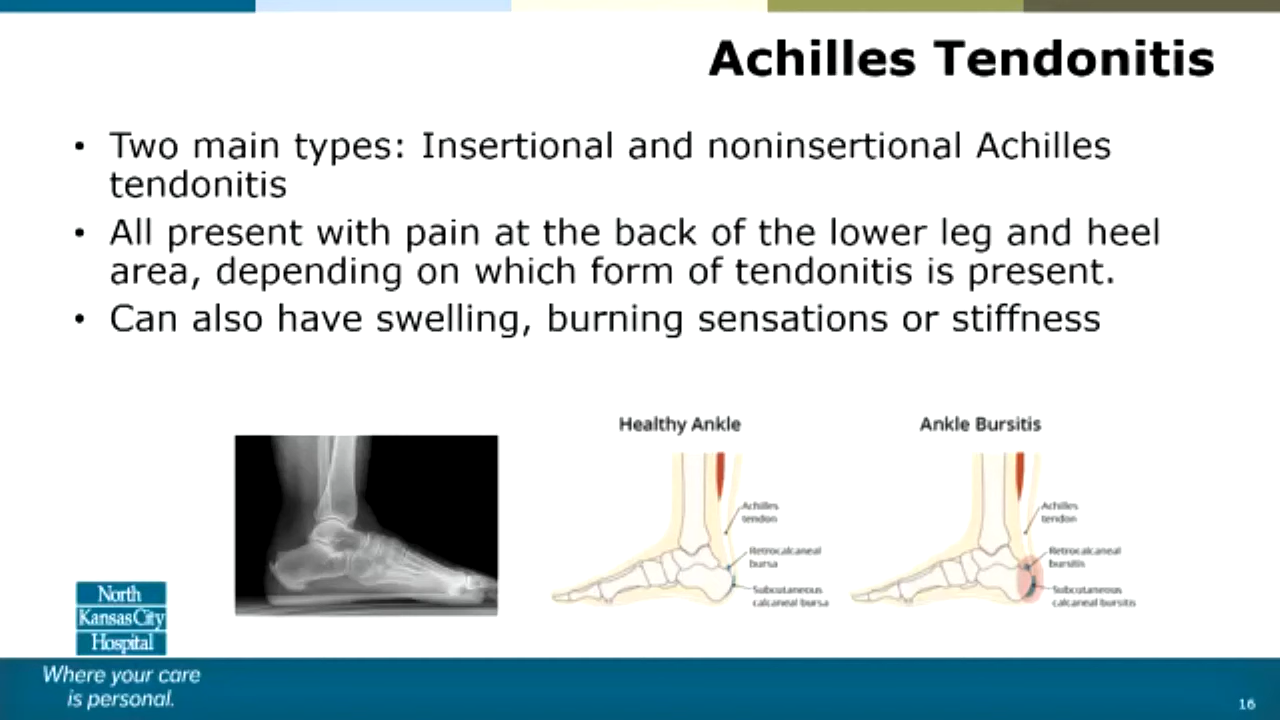 Achilles Tendonitis
• Two main types: Insertional and noninsertional Achilles
tendonitis
• All present with pain at the back of the lower leg and heel
area, depending on which form of tendonitis is present.
• Can also have swelling, burning sensations or stiffness
Healthy Ankle
Achilles
tendon
Retrocalcaneal
bursa
Subcutaneous
calcaneal bursa
Ankle Bursitis
Achilles
tendon
Retrocalcaneal
bursitis
Subcutaneous
calcaneal bursitis
North
KansasCity
Hospital
Where your care
is personal.
16